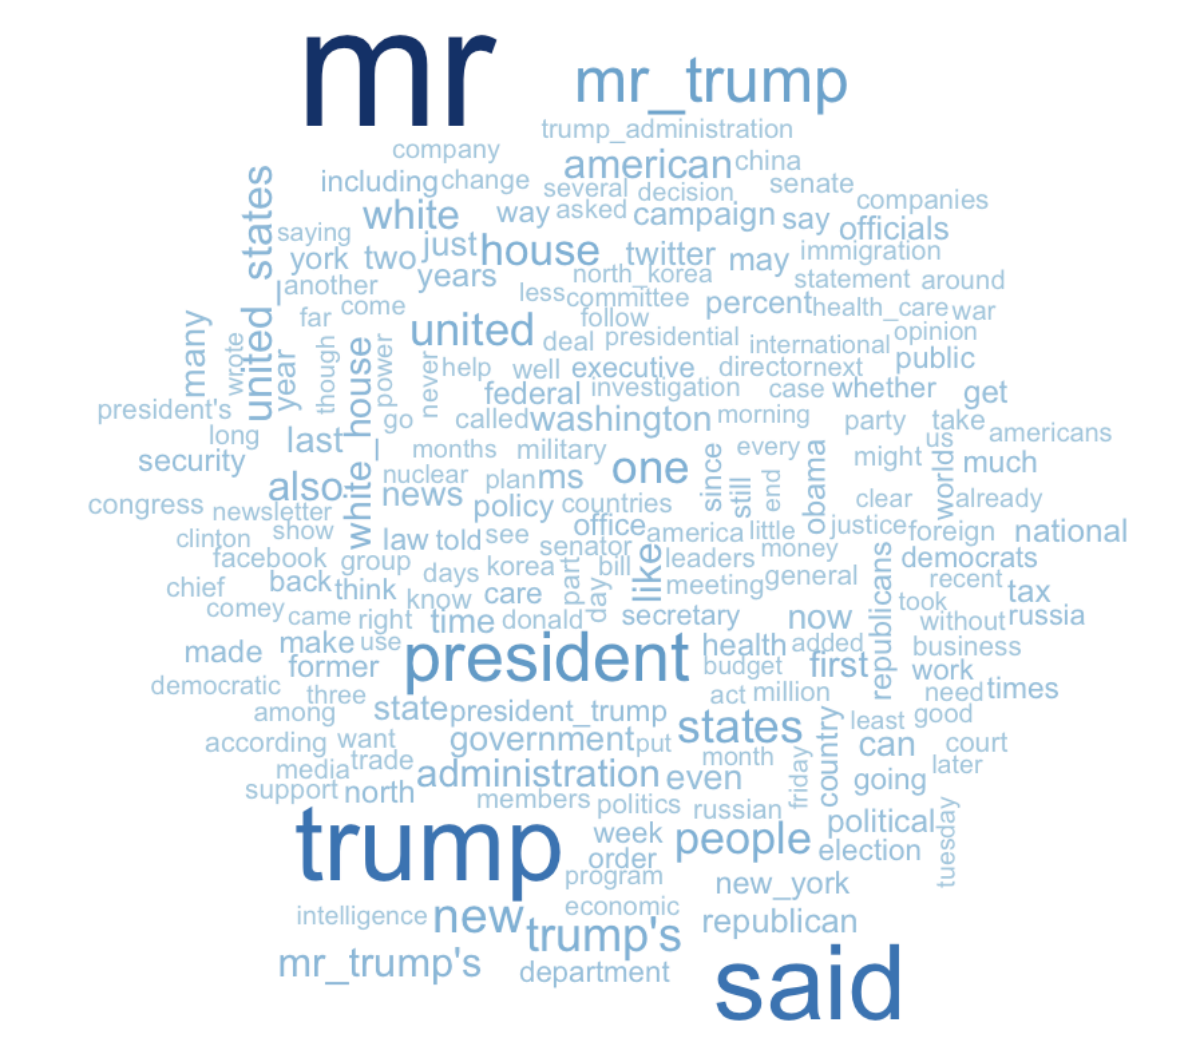 mr
mr_trump
trump_administration
company
american
china
including
change
several
decision
senate
companies
united_states
white
way
asked
campaign
say
officials
saying
york
two
just
house
twitter
may
immigration
another
years
north_korea
statement
around
come
less
committee
percent
health_care
war
far
follow
many
wrote
year
though
white_house
power
never
united
deal
presidential
international
opinion
help
well
executive
director
next
public
federal
investigation
case
whether
get
president's
go
called
washington
morning
party
take
americans
long
last
months
military
since
every
obama
might
us
world
s
much
security
nuclear
plan
ms
one
still
end
also
news
policy
countries
clear
already
congress
newsletter
office
america
little
justice
foreign
national
clinton
show
law
told
see
senator
like
leaders
money
democrats
facebook
group
days
korea
part
bill
day
meeting
general
republicans
recent
chief
back
think
know
care
tax
comey
came
right
time
donald
secretary
now
took
without
russia
made
make
use
president
health
added
business
former
budget
first
work
democratic
three
act
million
need
times
among
state
president_trump
states
country
least
good
according
want
government
put
can
court
media
trade
month
friday
later
support
north
administration
even
going
members
politics
russian
tuesday
trump
week
people
political
order
election
program
new_york
intelligence
new
economic
republican
trump's
mr_trump's
department
said